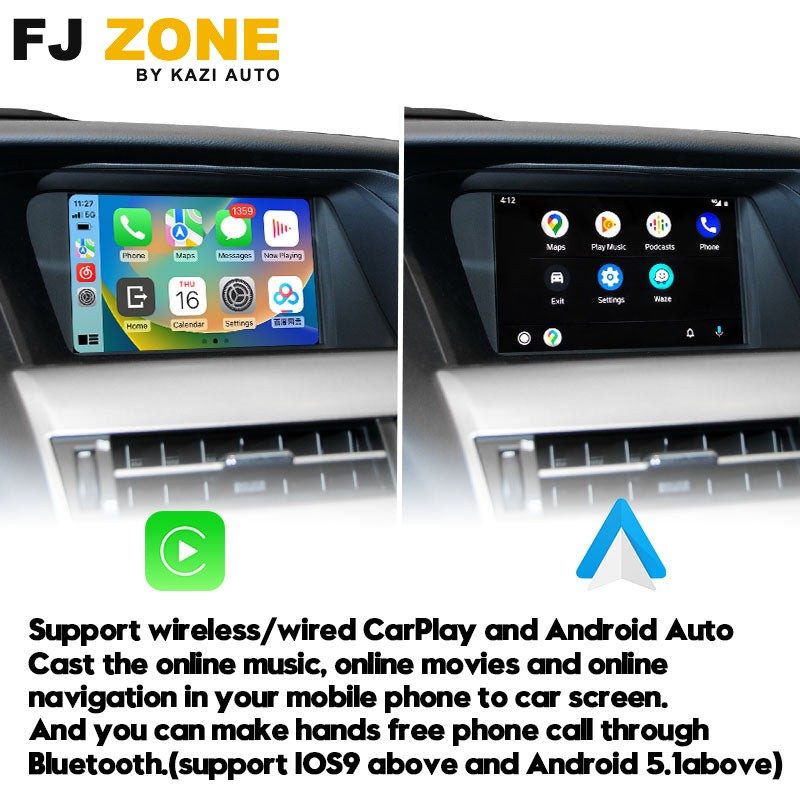 FJ ZONE
BY KAZI AUTO
11:27
5G
1359
Phone
Maps
Messages
Now Playing
THU
16
Home
Calendar
Settings
4:12
Maps
Play Music
Podcasts
Phone
Exit
Settings
Waze
Support wireless/wired CarPlay and Android Auto
Cast the online music, online movies and online
navigation in your mobile phone to car screen.
And you can make hands free phone call through
Bluetooth.(support IOS9 above and Android 5.1above)